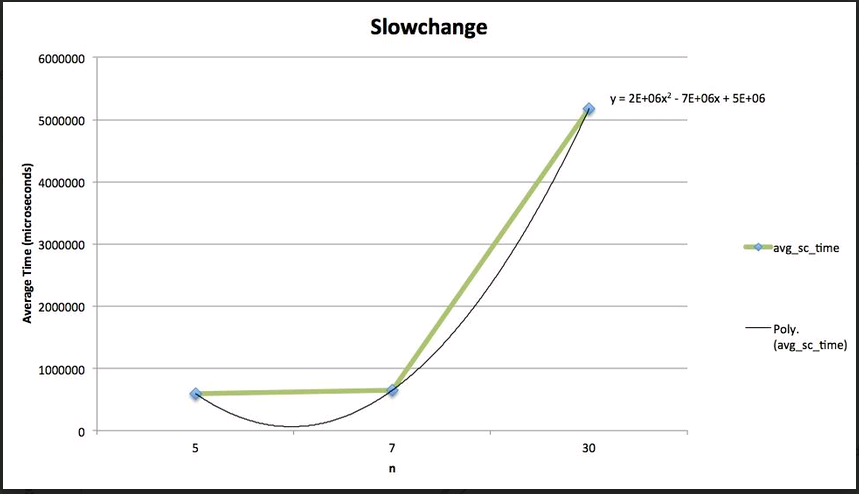 Slowchange
6000000
y = 2E+06x² - 7E+06x + 5E+06
5000000
4000000
3000000
2000000
1000000
0
Average Time (microseconds)
avg_sc_time
Poly.
(avg_sc_time)
5 7 30
n